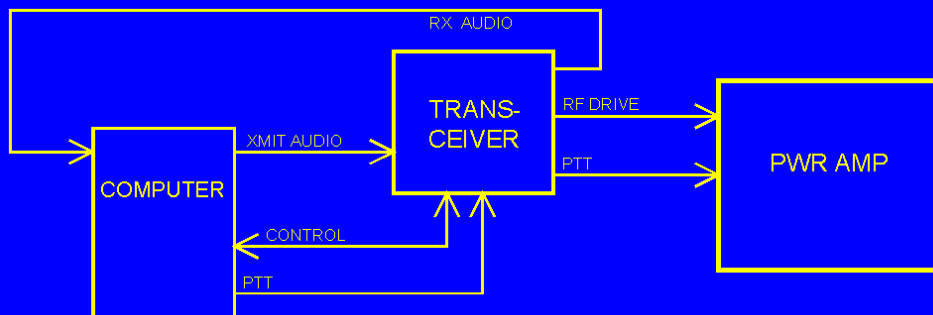 RX AUDIO
TRANS-
CEIVER
RF DRIVE
XMIT AUDIO
PTT
PWR AMP
COMPUTER
CONTROL
PTT